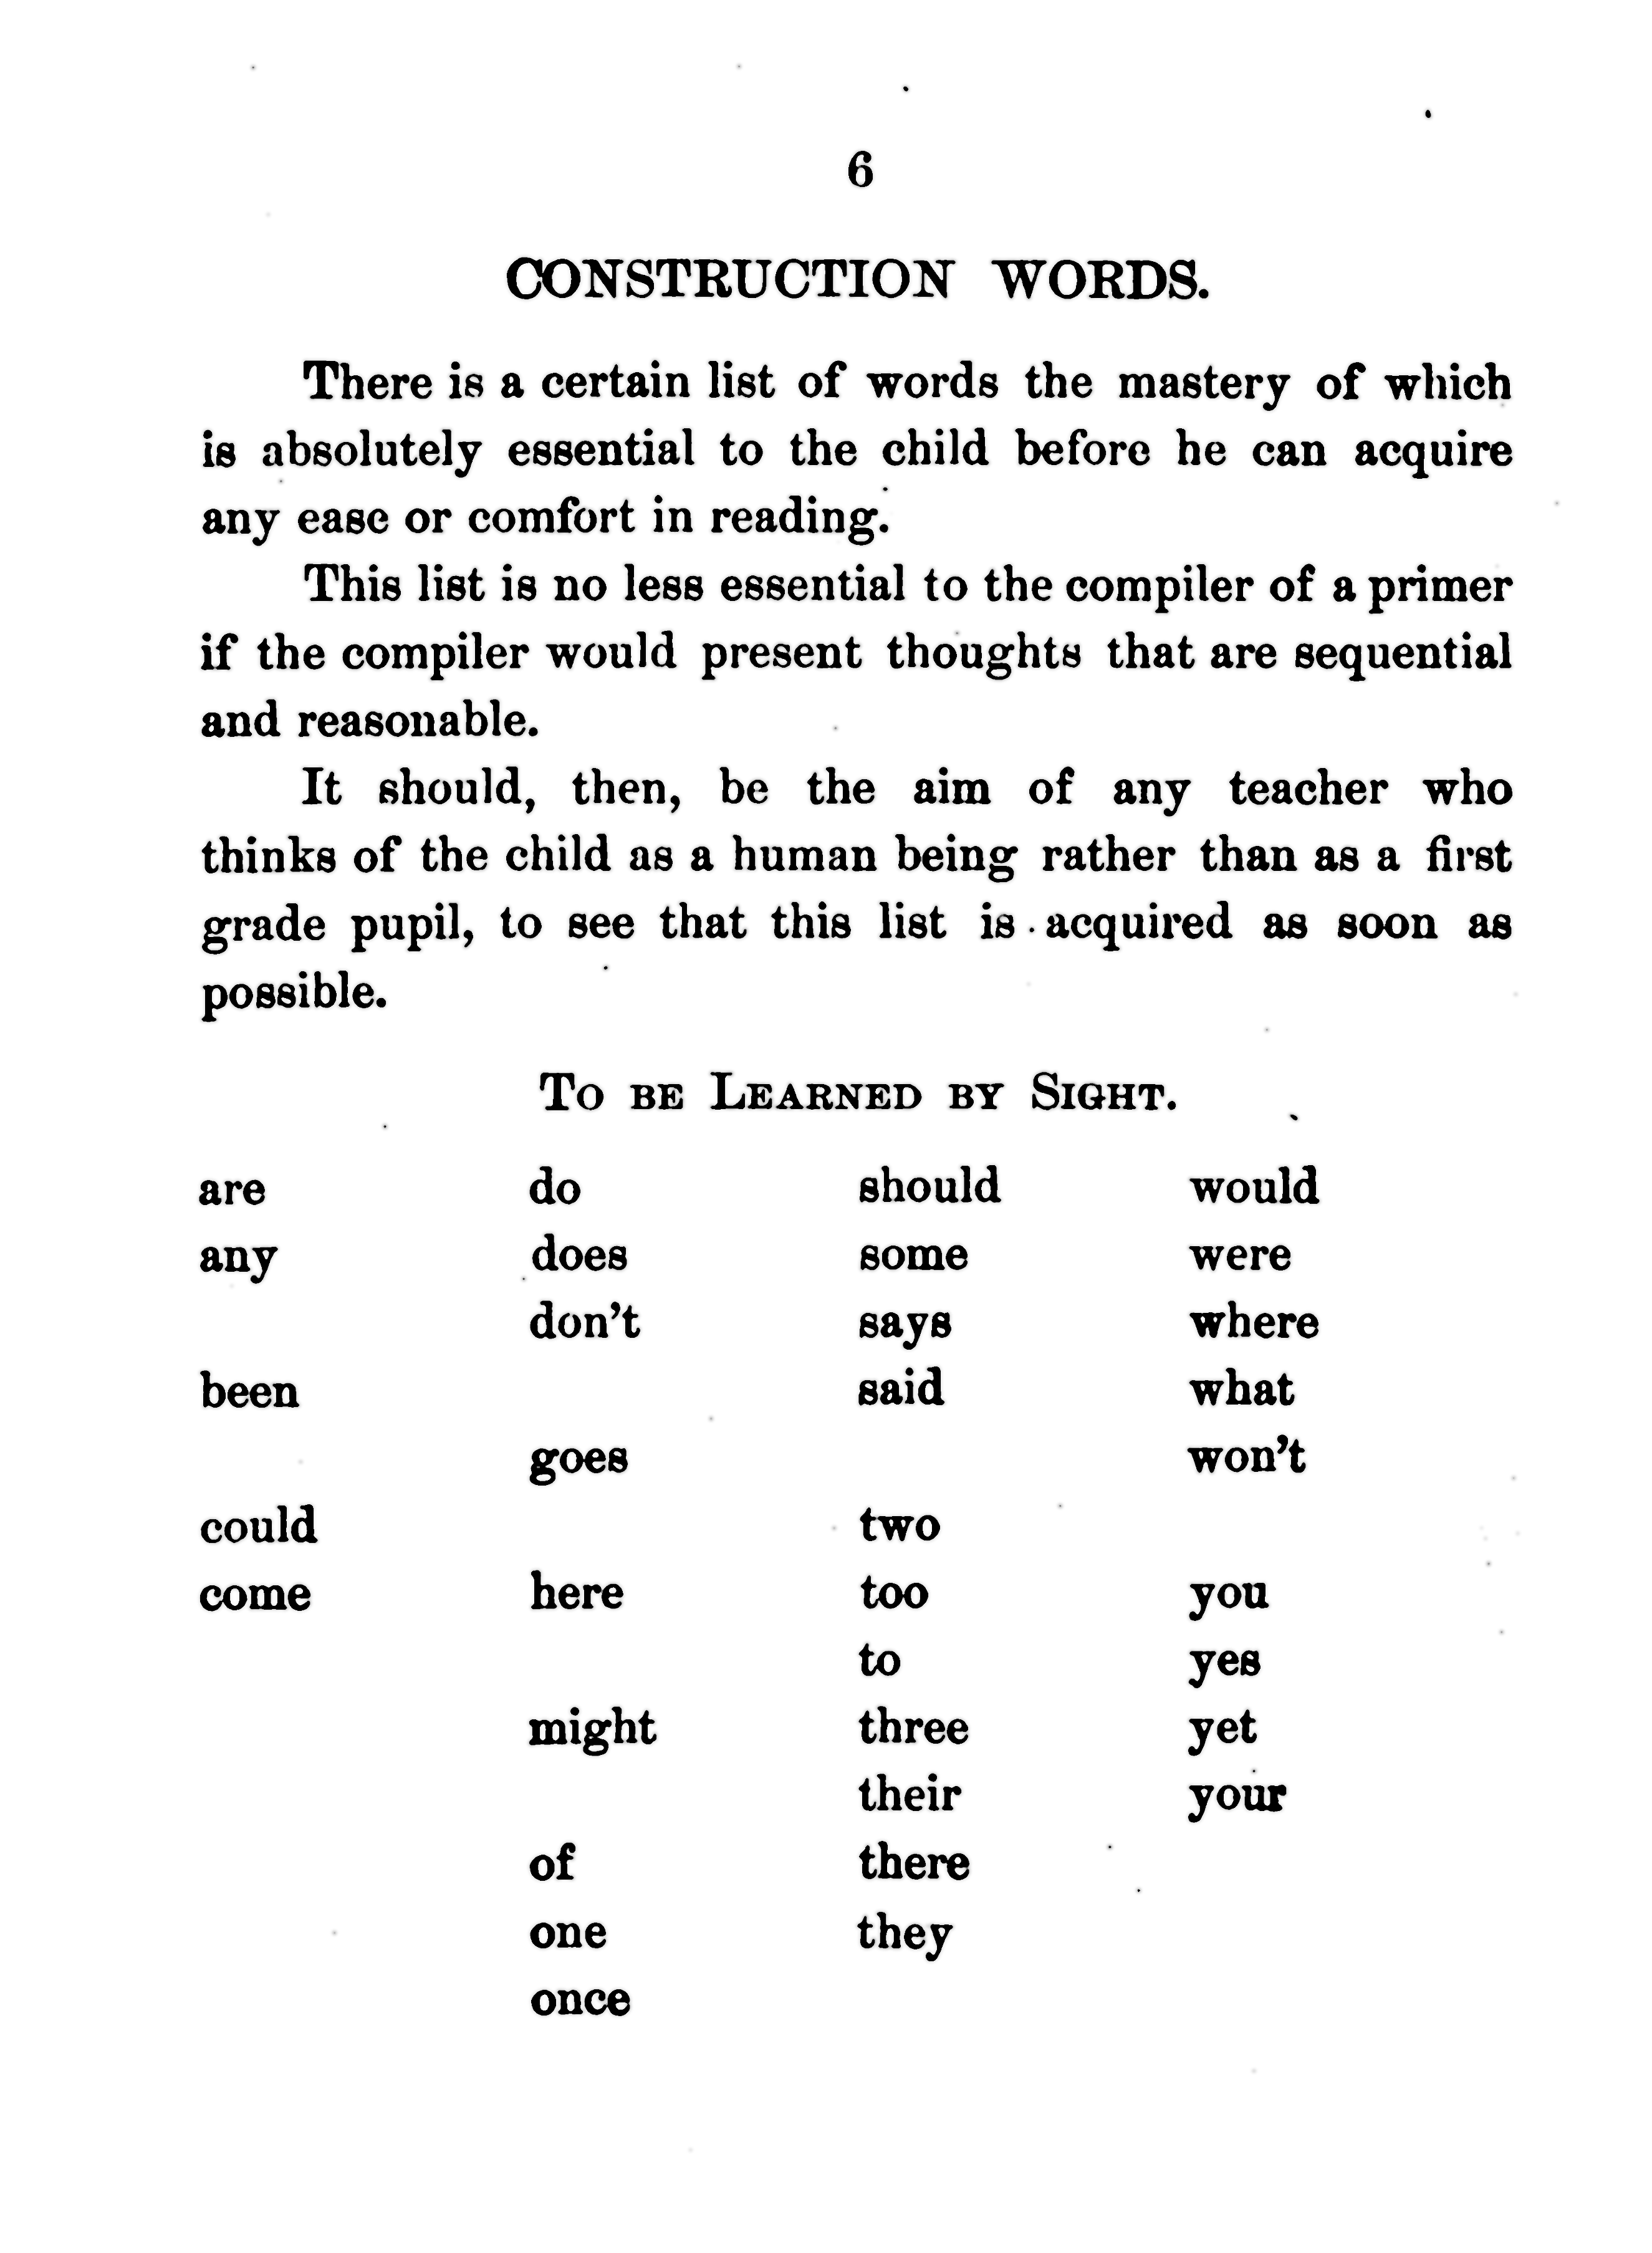 6
CONSTRUCTION WORDS.
There is a certain list of words the mastery of which
is absolutely essential to the child before he can acquire
any ease or comfort in reading.
This list is no less essential to the compiler of a primer
if the compiler would present thoughts that are sequential
and reasonable.
It should, then, be the aim of any teacher who
thinks of the child as a human being rather than as a first
grade pupil, to see that this list is acquired as soon as
possible.
TO BE LEARNED BY SIGHT.
are do should would
any does some were
don't says where
been said what
goes won't
could two
come here too you
to yes
might three yet
their your
of there
one they
once